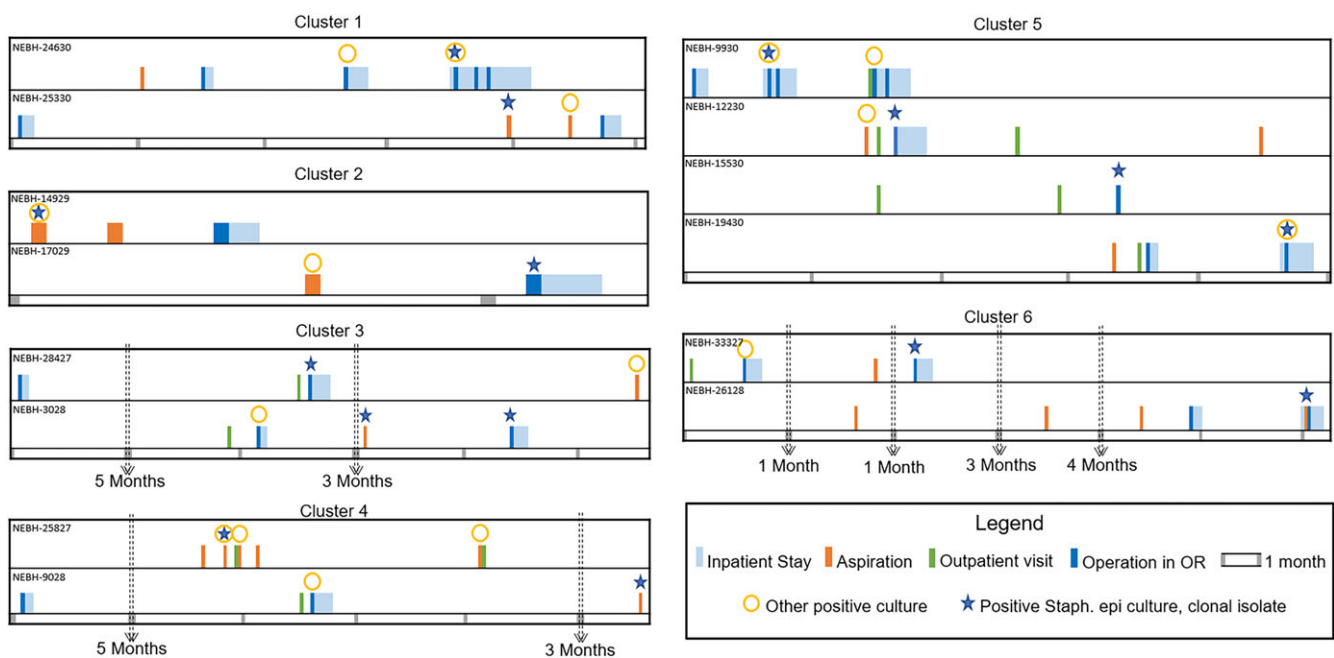 Cluster 1
NEBH-24630
NEBH-25330
Cluster 2
NEBH-14929
NEBH-17029
Cluster 3
NEBH-28427
NEBH-3028
5 Months
3 Months
Cluster 4
NEBH-25827
NEBH-9028
5 Months
3 Months
Cluster 5
NEBH-9930
NEBH-12230
NEBH-15530
NEBH-19430
Cluster 6
NEBH-33327
NEBH-26128
1 Month
1 Month
3 Months
4 Months
Legend
Inpatient Stay
Aspiration
Outpatient visit
Operation in OR
1 month
Other positive culture
Positive Staph. epi culture, clonal isolate